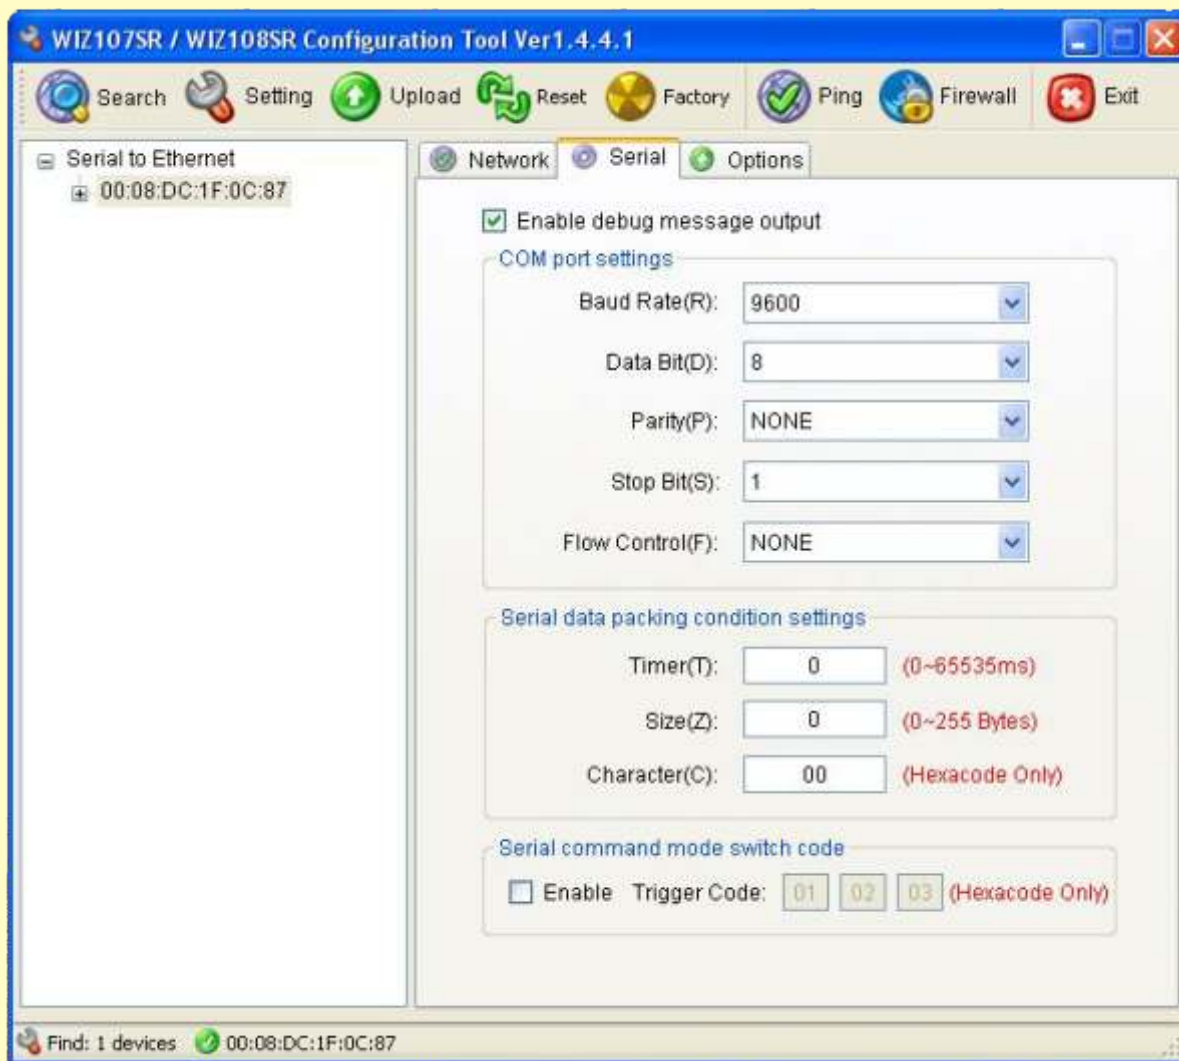 WIZ107SR / WIZ108SR Configuration Tool Ver1.4.4.1
Search Setting Upload Reset Factory Ping Firewall Exit
Serial to Ethernet
00:08:DC:1F:0C:87
Network Serial Options
Enable debug message output
COM port settings
Baud Rate(R): 9600
Data Bit(D): 8
Parity(P): NONE
Stop Bit(S): 1
Flow Control(F): NONE
Serial data packing condition settings
Timer(T): 0 (0~65535ms)
Size(Z): 0 (0~255 Bytes)
Character(C): 00 (Hexacode Only)
Serial command mode switch code
Enable Trigger Code: 01 02 03 (Hexacode Only)
Find: 1 devices 00:08:DC:1F:0C:87